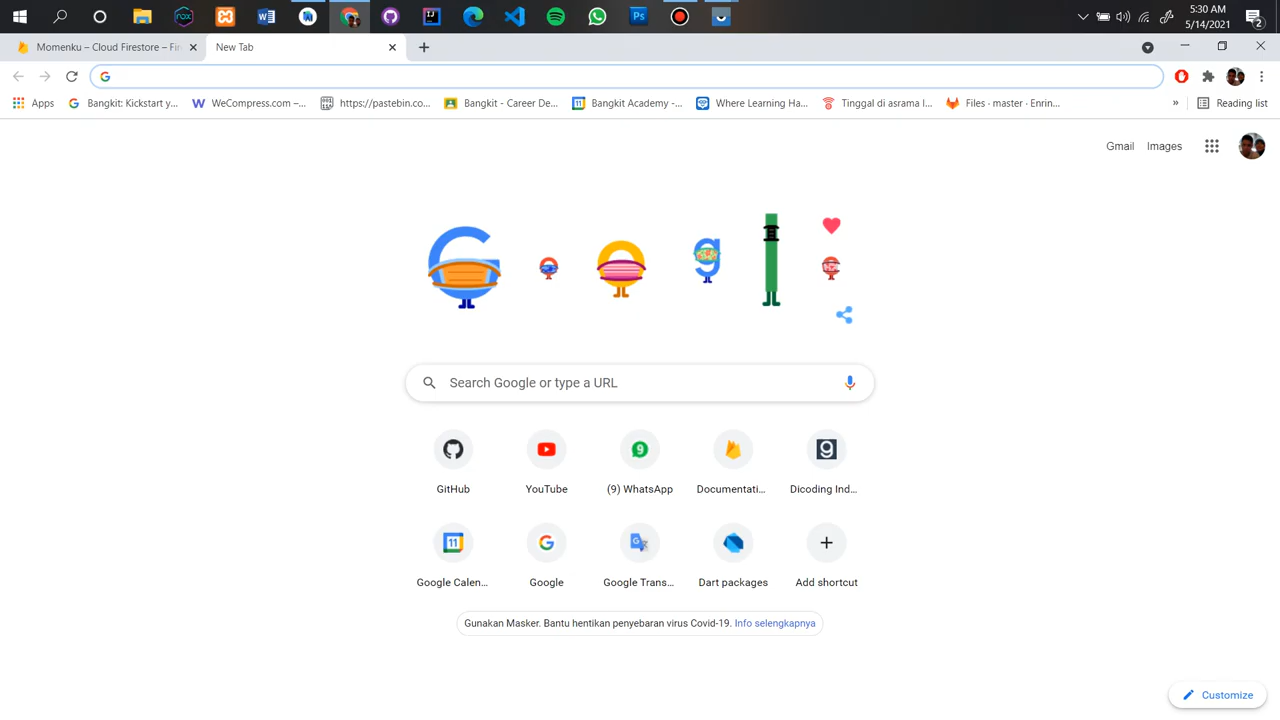 5:30 AM
5/14/2021
2
Momenku – Cloud Firestore – Fir
New Tab
Apps
Bangkit: Kickstart y...
WeCompress.com –...
https://pastebin.co...
Bangkit - Career De...
Bangkit Academy -...
Where Learning Ha...
Tinggal di asrama l...
Files · master · Enrin...
»
Reading list
Gmail
Images
Search Google or type a URL
GitHub
YouTube
(9) WhatsApp
Documentati...
Dicoding Ind...
Google Calen...
Google
Google Trans...
Dart packages
Add shortcut
Gunakan Masker. Bantu hentikan penyebaran virus Covid-19. Info selengkapnya
Customize